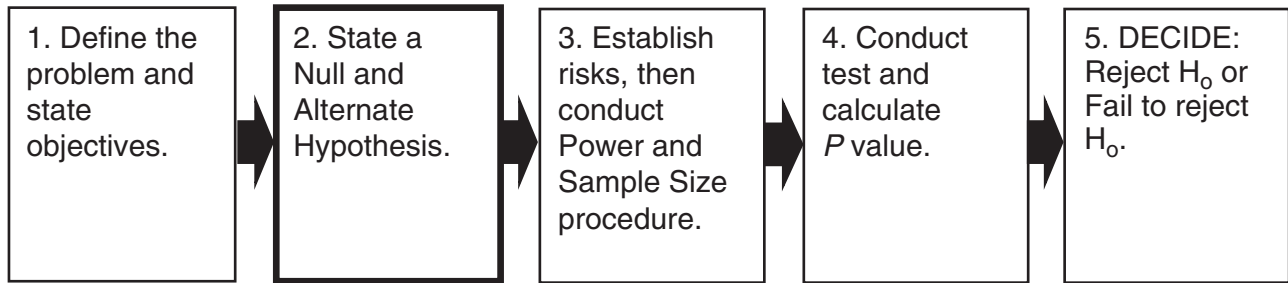 1. Define the
problem and
state
objectives.
2. State a
Null and
Alternate
Hypothesis.
3. Establish
risks, then
conduct
Power and
Sample Size
procedure.
4. Conduct
test and
calculate
P value.
5. DECIDE:
Reject Ho or
Fail to reject
Ho.